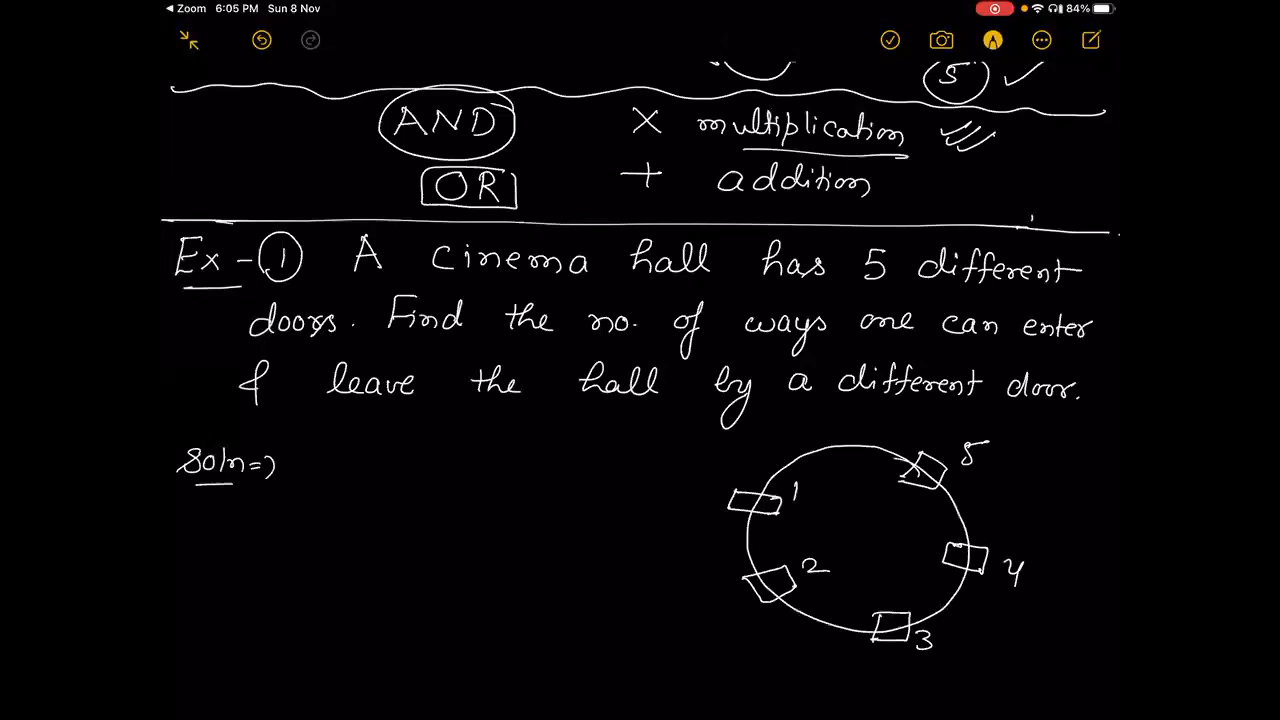 Zoom 6:05 PM Sun 8 Nov 84%
5
AND × multiplication
OR + addition
Ex-1 A cinema hall has 5 different
doors. Find the no. of ways one can enter
& leave the hall by a different door.
Soln=>
5
1
4
2
3